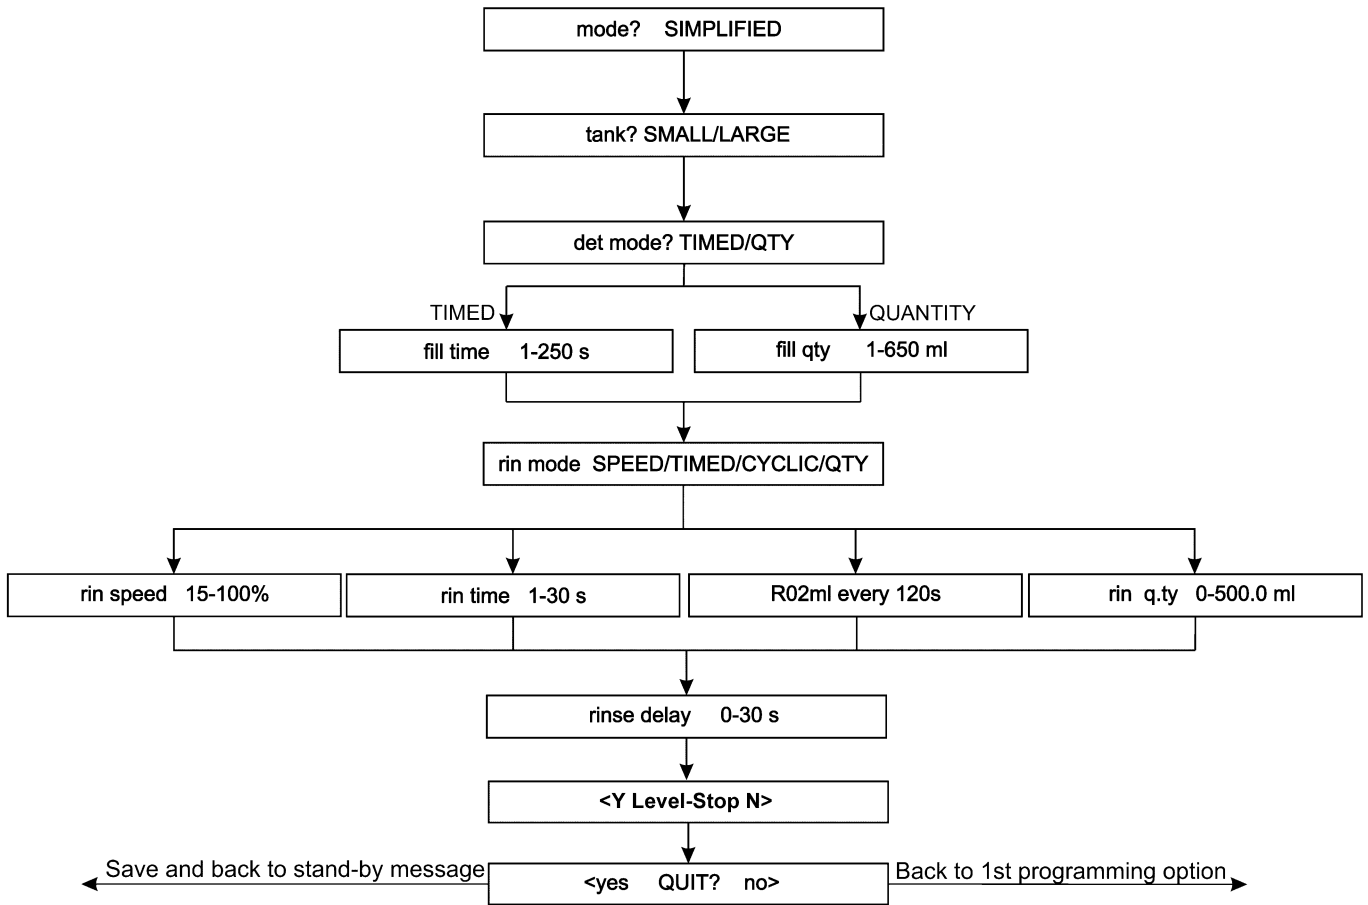 mode? SIMPLIFIED
tank? SMALL/LARGE
det mode? TIMED/QTY
TIMED
QUANTITY
fill time 1-250 s
fill qty 1-650 ml
rin mode SPEED/TIMED/CYCLIC/QTY
rin speed 15-100%
rin time 1-30 s
R02ml every 120s
rin q.ty 0-500.0 ml
rinse delay 0-30 s
<Y Level-Stop N>
Save and back to stand-by message
<yes QUIT? no>
Back to 1st programming option